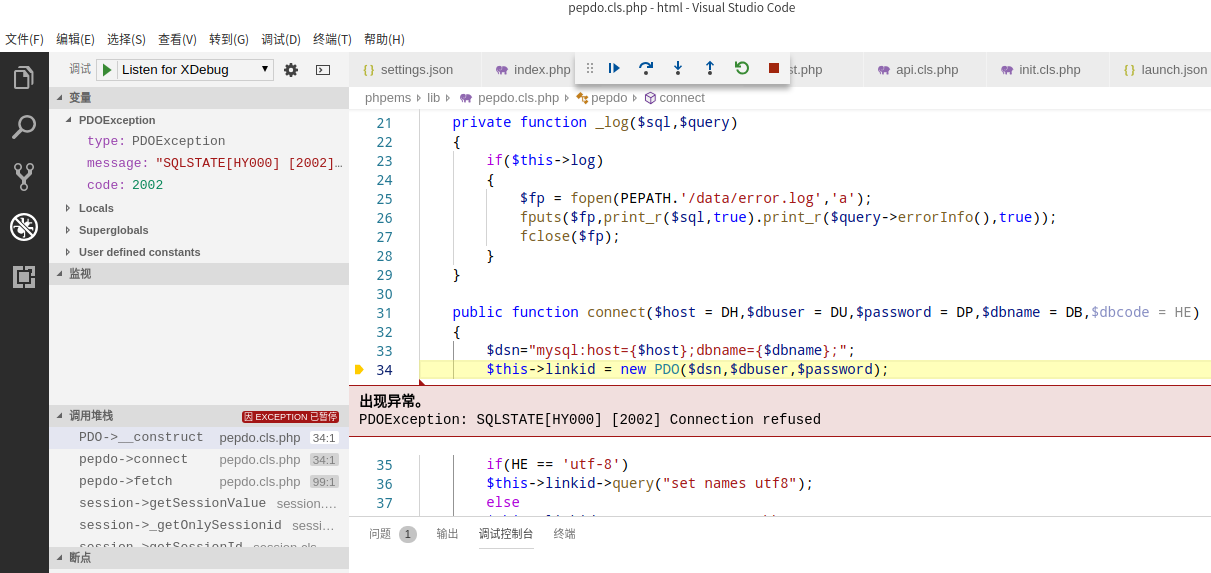 pepdo.cls.php - html - Visual Studio Code
文件(F) 编辑(E) 选择(S) 查看(V) 转到(G) 调试(D) 终端(T) 帮助(H)
调试 Listen for XDebug
{ } settings.json index.php st.php api.cls.php init.cls.php { } launch.json
phpems lib pepdo.cls.php pepdo connect
变量
PDOException
type: PDOException
message: "SQLSTATE[HY000] [2002]…
code: 2002
Locals
Superglobals
User defined constants
监视
调用堆栈 因 EXCEPTION 已暂停
PDO->__construct pepdo.cls.php 34:1
pepdo->connect pepdo.cls.php 34:1
pepdo->fetch pepdo.cls.php 99:1
session->getSessionValue session.…
session->_getOnlySessionid sessi…
session->getSessionId session.cls…
断点
21 private function _log($sql,$query)
22 {
23 if($this->log)
24 {
25 $fp = fopen(PEPATH.'/data/error.log','a');
26 fputs($fp,print_r($sql,true).print_r($query->errorInfo(),true));
27 fclose($fp);
28 }
29 }
30
31 public function connect($host = DH,$dbuser = DU,$password = DP,$dbname = DB,$dbcode = HE)
32 {
33 $dsn="mysql:host={$host};dbname={$dbname};";
34 $this->linkid = new PDO($dsn,$dbuser,$password);
出现异常。
PDOException: SQLSTATE[HY000] [2002] Connection refused
35 if(HE == 'utf-8')
36 $this->linkid->query("set names utf8");
37 else
问题 1 输出 调试控制台 终端